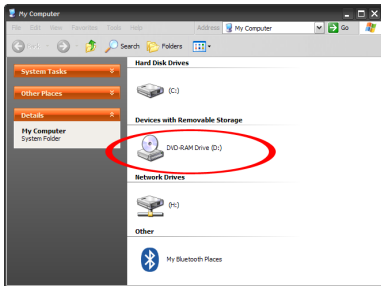 My Computer
File Edit View Favorites Tools Help Address My Computer Go
Search Folders
System Tasks
Other Places
Details
My Computer
System Folder
Hard Disk Drives
(C:)
Devices with Removable Storage
DVD-RAM Drive (D:)
Network Drives
(H:)
Other
My Bluetooth Places